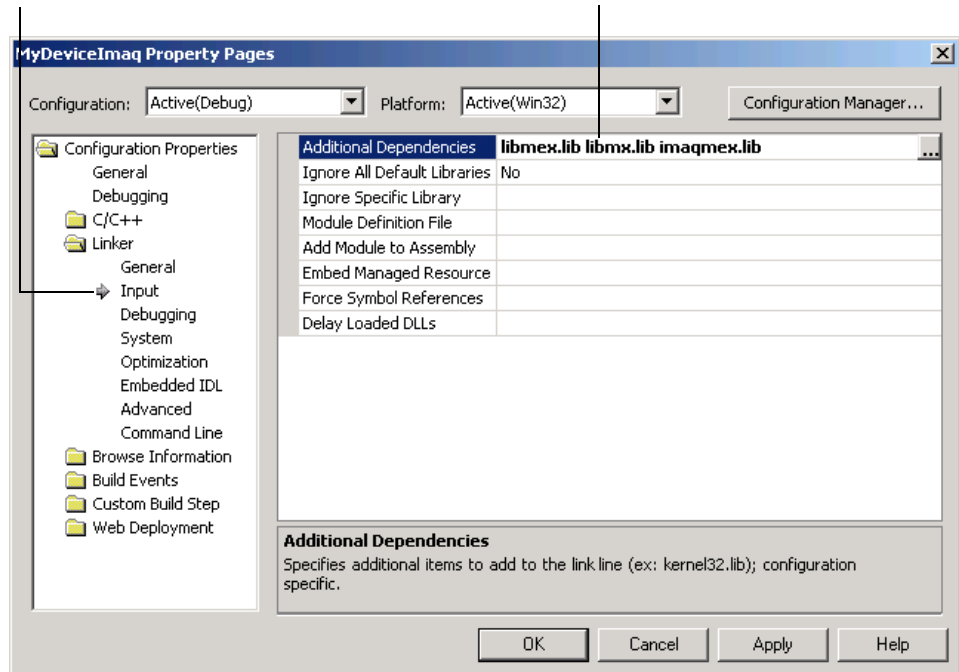 MyDeviceImaq Property Pages
Configuration: Active(Debug) Platform: Active(Win32) Configuration Manager...
Configuration Properties
General
Debugging
C/C++
Linker
General
Input
Debugging
System
Optimization
Embedded IDL
Advanced
Command Line
Browse Information
Build Events
Custom Build Step
Web Deployment
Additional Dependencies libmex.lib libmx.lib imaqmex.lib ...
Ignore All Default Libraries No
Ignore Specific Library
Module Definition File
Add Module to Assembly
Embed Managed Resource
Force Symbol References
Delay Loaded DLLs
Additional Dependencies
Specifies additional items to add to the link line (ex: kernel32.lib); configuration
specific.
OK Cancel Apply Help